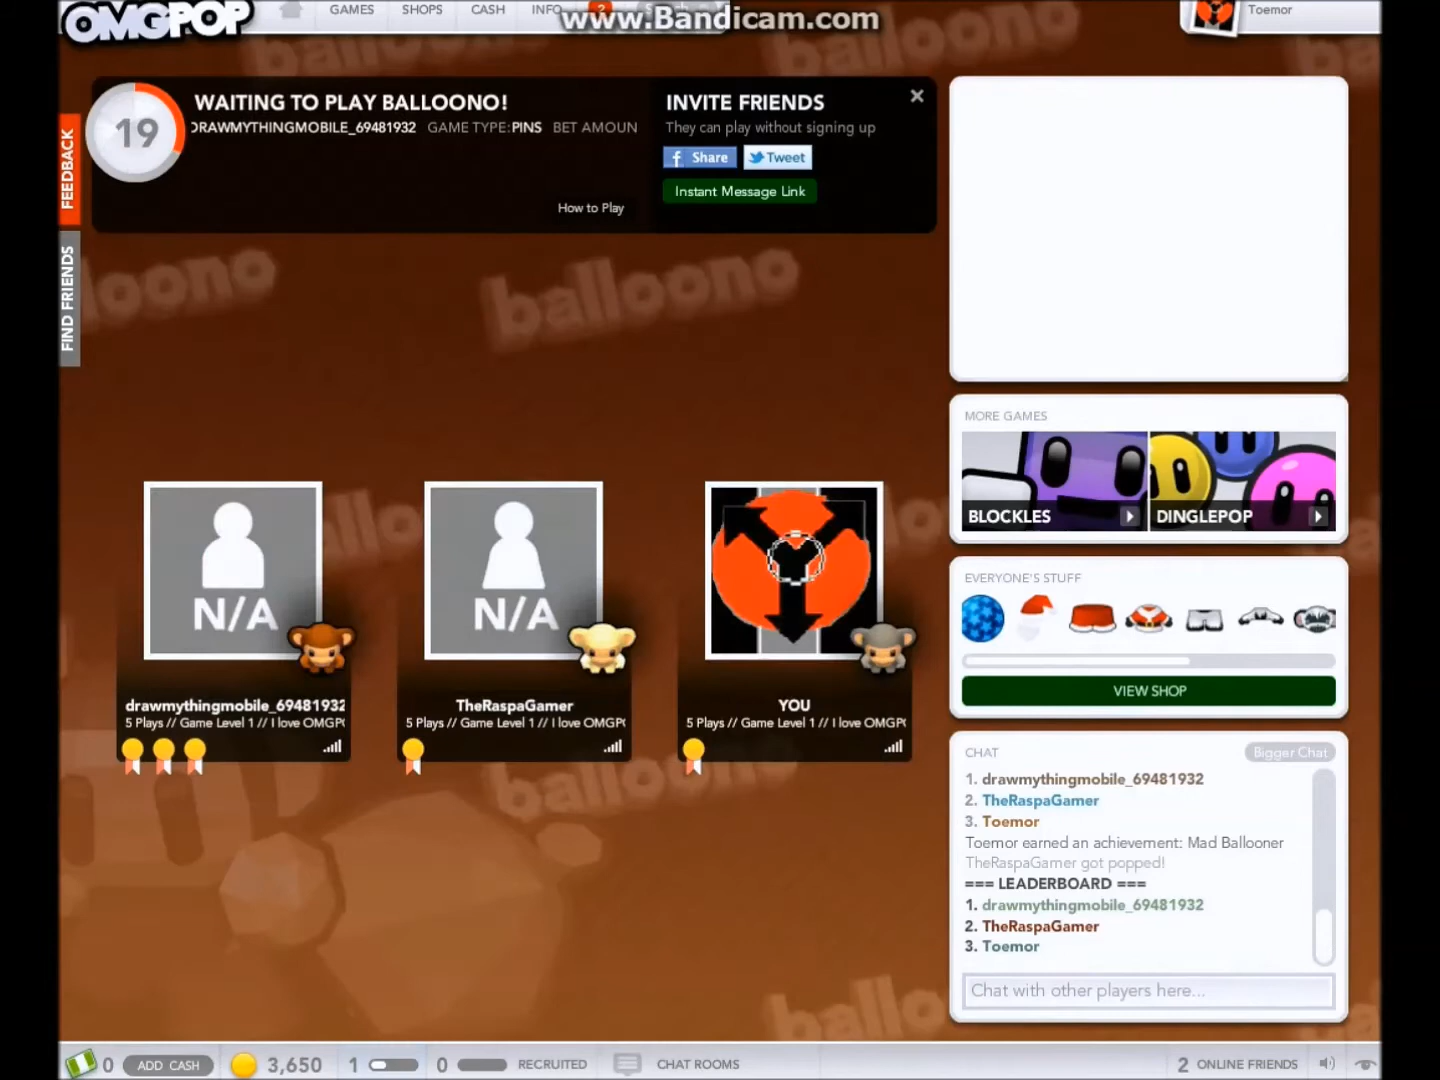 OMGPOP
GAMES SHOPS CASH INFO 2
www.Bandicam.com
Toemor
FEEDBACK
FIND FRIENDS
19
WAITING TO PLAY BALLOONO!
DRAWMYTHINGMOBILE_69481932 GAME TYPE:PINS BET AMOUN
How to Play
INVITE FRIENDS
They can play without signing up
f Share Tweet
Instant Message Link
balloono
balloono
balloono
balloono
MORE GAMES
BLOCKLES DINGLEPOP
EVERYONE'S STUFF
VIEW SHOP
N/A
drawmythingmobile_69481932
5 Plays // Game Level 1 // I love OMGP
N/A
TheRaspaGamer
5 Plays // Game Level 1 // I love OMGP
YOU
5 Plays // Game Level 1 // I love OMGP
CHAT Bigger Chat
1. drawmythingmobile_69481932
2. TheRaspaGamer
3. Toemor
Toemor earned an achievement: Mad Ballooner
TheRaspaGamer got popped!
=== LEADERBOARD ===
1. drawmythingmobile_69481932
2. TheRaspaGamer
3. Toemor
Chat with other players here...
0 ADD CASH 3,650 1 0 RECRUITED CHAT ROOMS 2 ONLINE FRIENDS